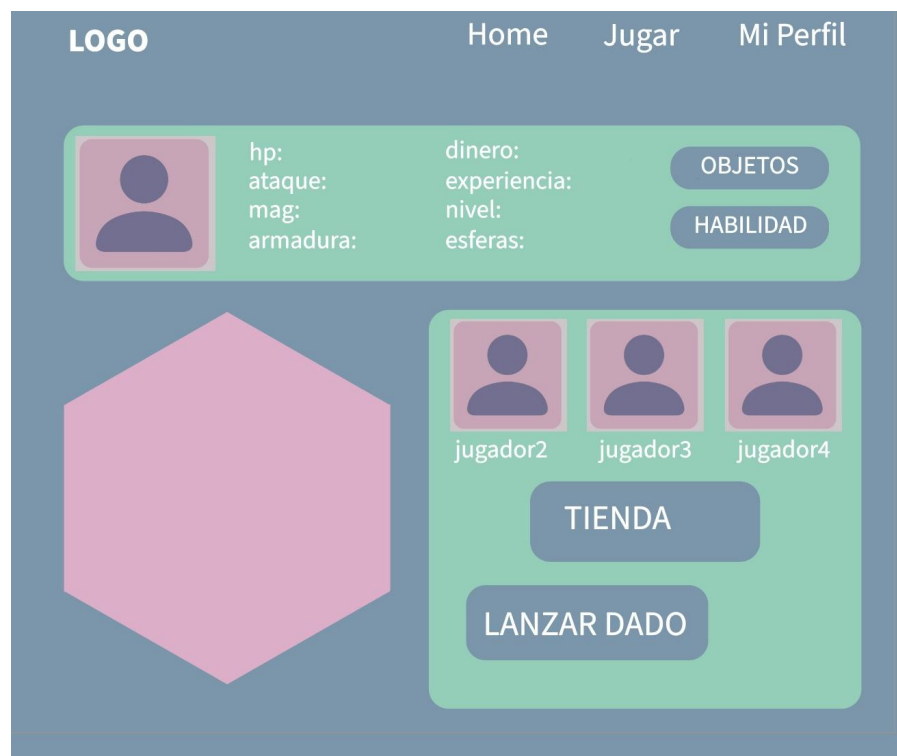 LOGO
Home
Jugar
Mi Perfil
hp:
ataque:
mag:
armadura:
dinero:
experiencia:
nivel:
esferas:
OBJETOS
HABILIDAD
jugador2
jugador3
jugador4
TIENDA
LANZAR DADO